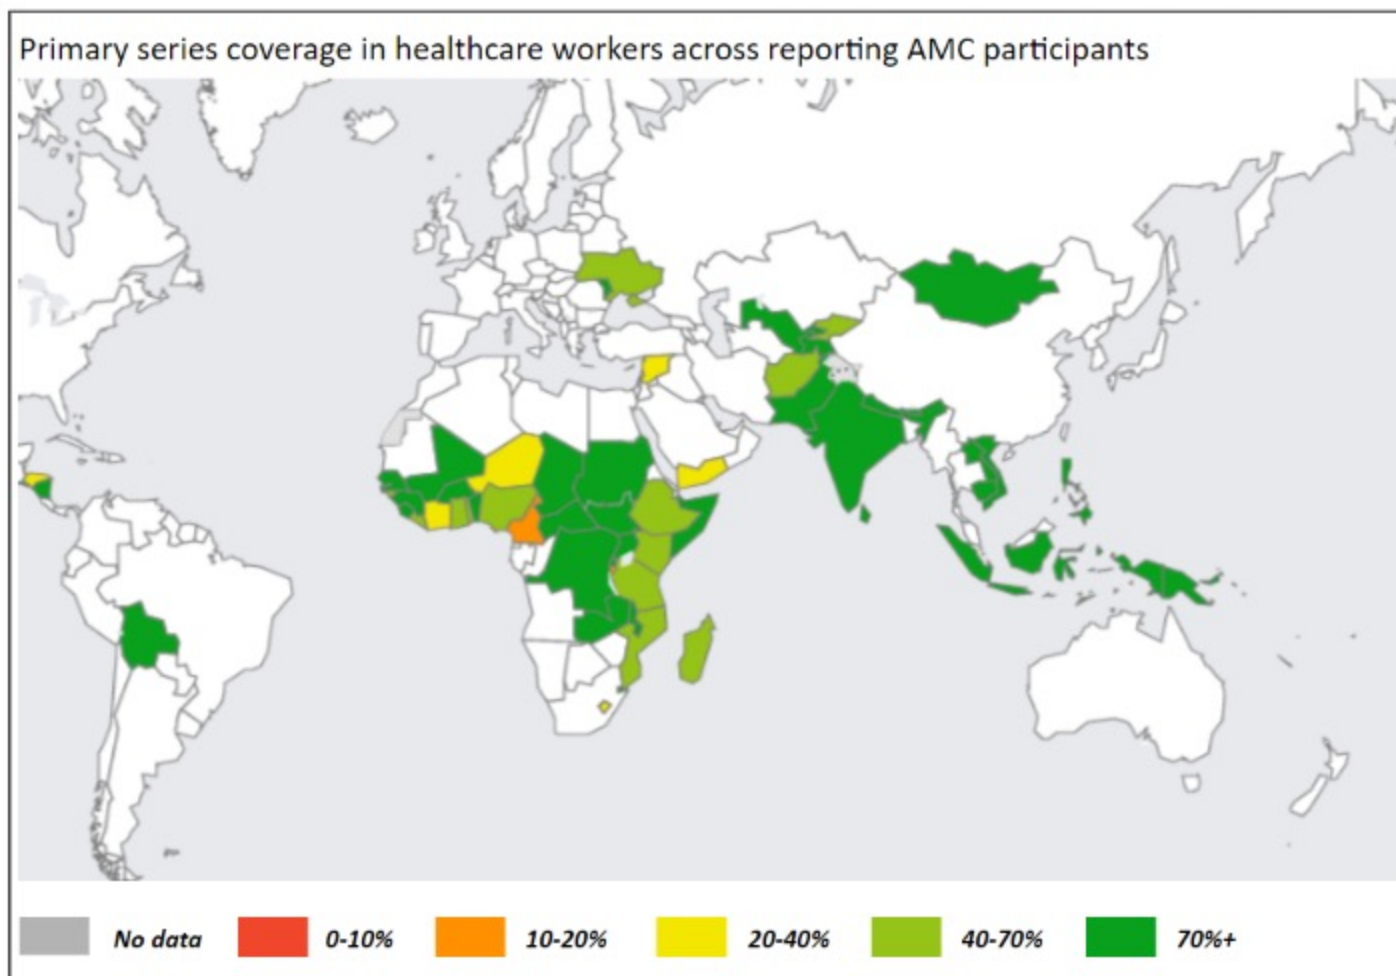 Primary series coverage in healthcare workers across reporting AMC participants
No data 0-10% 10-20% 20-40% 40-70% 70%+